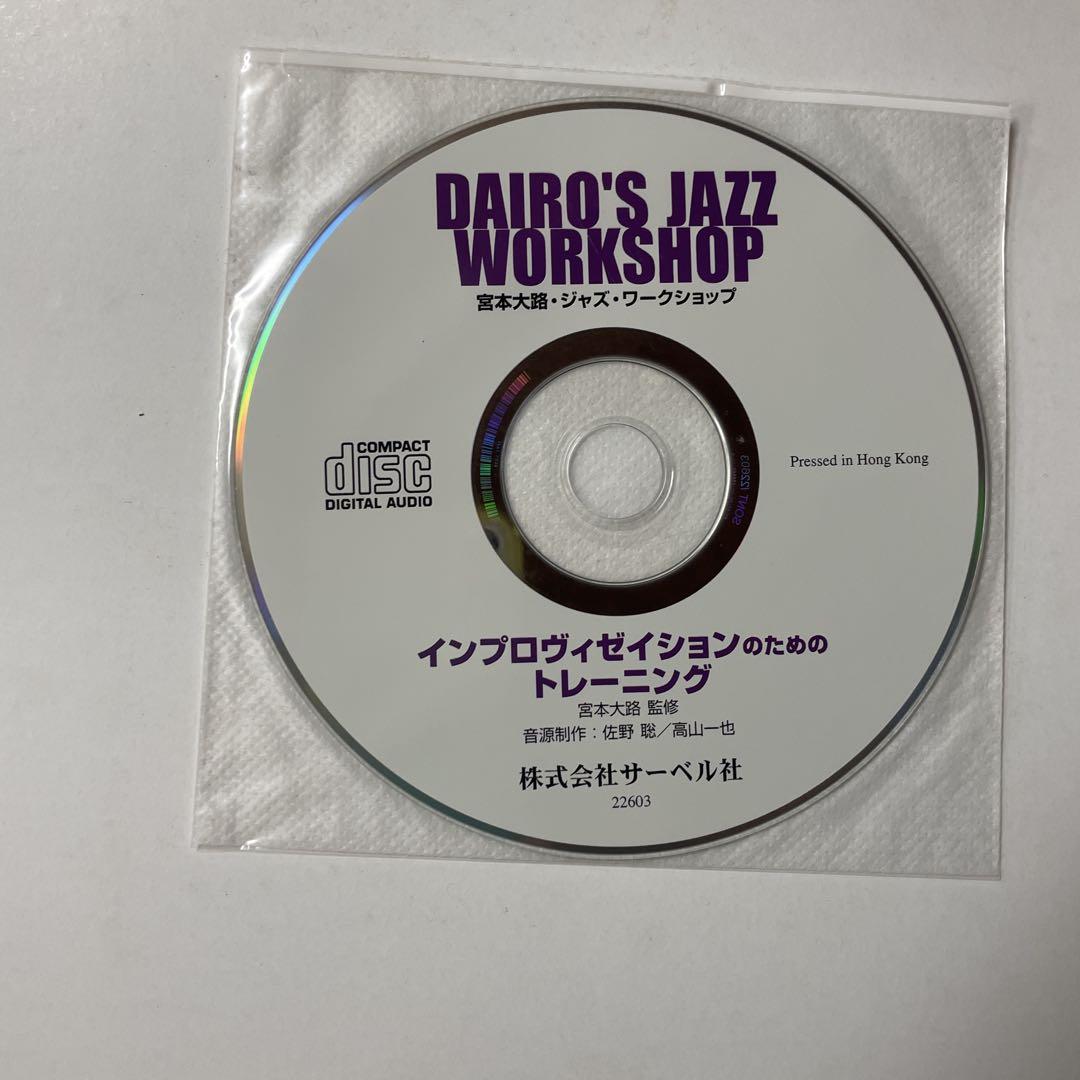 DAIRO'S JAZZ
WORKSHOP
宮本大路・ジャズ・ワークショップ
COMPACT
disc
DIGITAL AUDIO
Pressed in Hong Kong
インプロヴィゼイションのための
トレーニング
宮本大路 監修
音源制作：佐野 聡／高山一也
株式会社サーベル社
22603